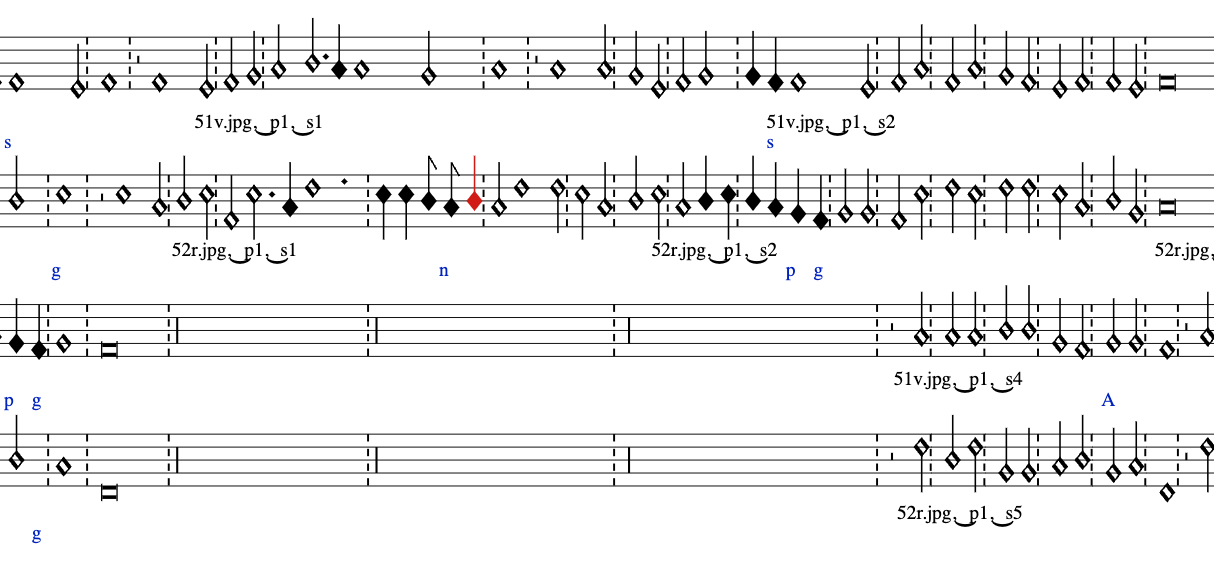 51v.jpg,‿p1,‿s1 51v.jpg,‿p1,‿s2
s s
52r.jpg,‿p1,‿s1 52r.jpg,‿p1,‿s2 52r.jpg,
g n p g
51v.jpg,‿p1,‿s4
p g A
52r.jpg,‿p1,‿s5
g